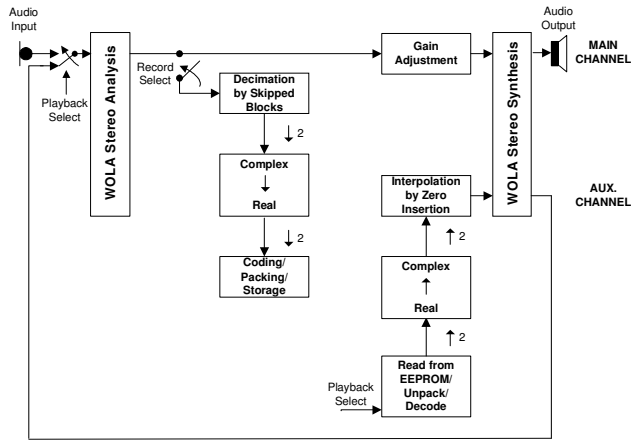 Audio
Input
Playback
Select
WOLA Stereo Analysis
Record
Select
Decimation
by Skipped
Blocks
↓ 2
Complex
↓
Real
↓ 2
Coding/
Packing/
Storage
Gain
Adjustment
WOLA Stereo Synthesis
Audio
Output
MAIN
CHANNEL
Interpolation
by Zero
Insertion
AUX.
CHANNEL
↑ 2
Complex
↑
Real
↑ 2
Read from
EEPROM/
Unpack/
Decode
Playback
Select